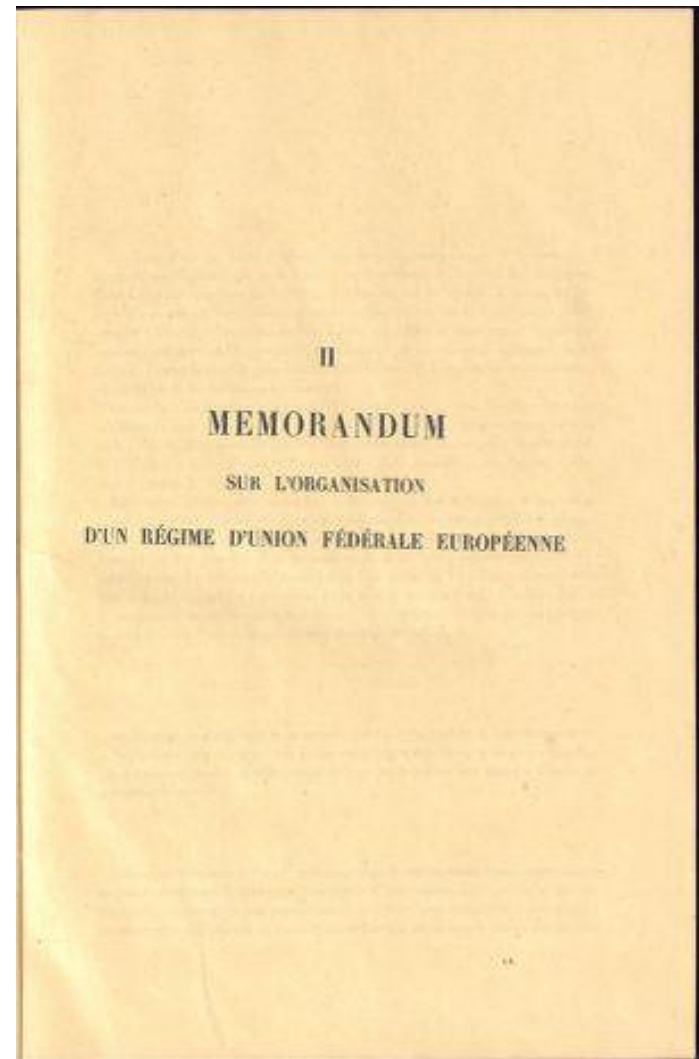 II
MEMORANDUM
SUR L'ORGANISATION
D'UN RÉGIME D'UNION FÉDÉRALE EUROPÉENNE